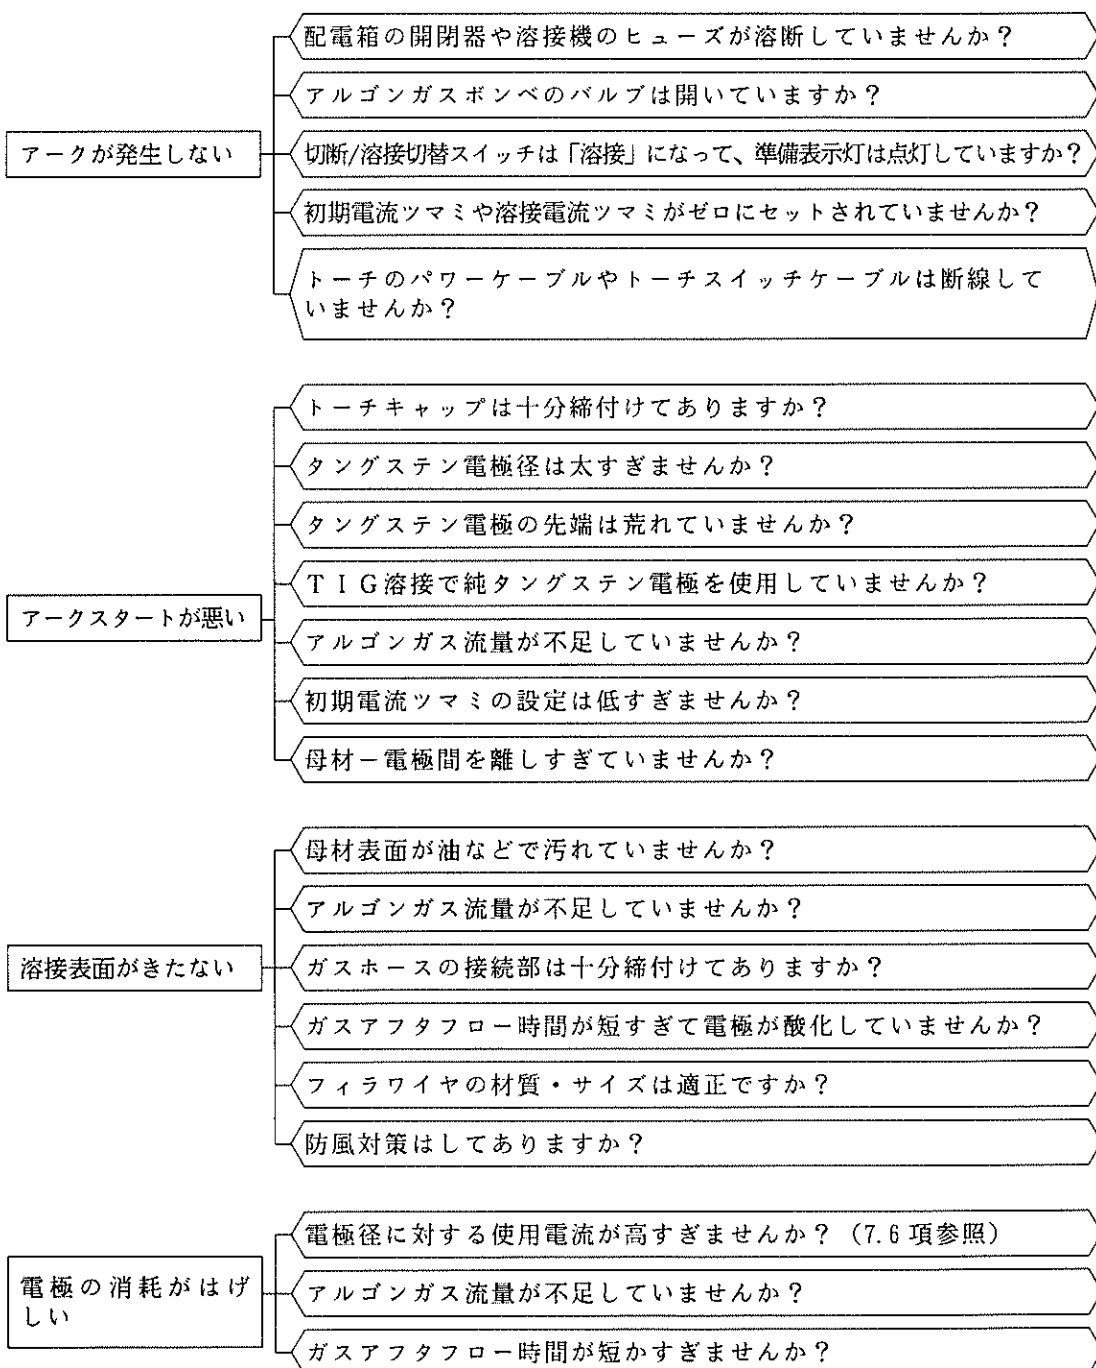 配電箱の開閉器や溶接機のヒューズが溶断していませんか？
アルゴンガスボンベのバルブは開いていますか？
アークが発生しない
切断/溶接切替スイッチは「溶接」になって、準備表示灯は点灯していますか？
初期電流ツマミや溶接電流ツマミがゼロにセットされていませんか？
トーチのパワーケーブルやトーチスイッチケーブルは断線して
いませんか？
トーチキャップは十分締付けてありますか？
タングステン電極径は太すぎませんか？
タングステン電極の先端は荒れていませんか？
ＴＩＧ溶接で純タングステン電極を使用していませんか？
アークスタートが悪い
アルゴンガス流量が不足していませんか？
初期電流ツマミの設定は低すぎませんか？
母材－電極間を離しすぎていませんか？
母材表面が油などで汚れていませんか？
アルゴンガス流量が不足していませんか？
溶接表面がきたない
ガスホースの接続部は十分締付けてありますか？
ガスアフタフロー時間が短すぎて電極が酸化していませんか？
フィラワイヤの材質・サイズは適正ですか？
防風対策はしてありますか？
電極径に対する使用電流が高すぎませんか？（7.6 項参照）
電極の消耗がはげ
しい
アルゴンガス流量が不足していませんか？
ガスアフタフロー時間が短かすぎませんか？